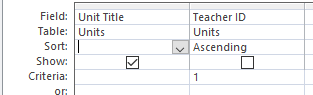 Field: Unit Title Teacher ID
Table: Units Units
Sort: Ascending
Show:
Criteria: 1
or: